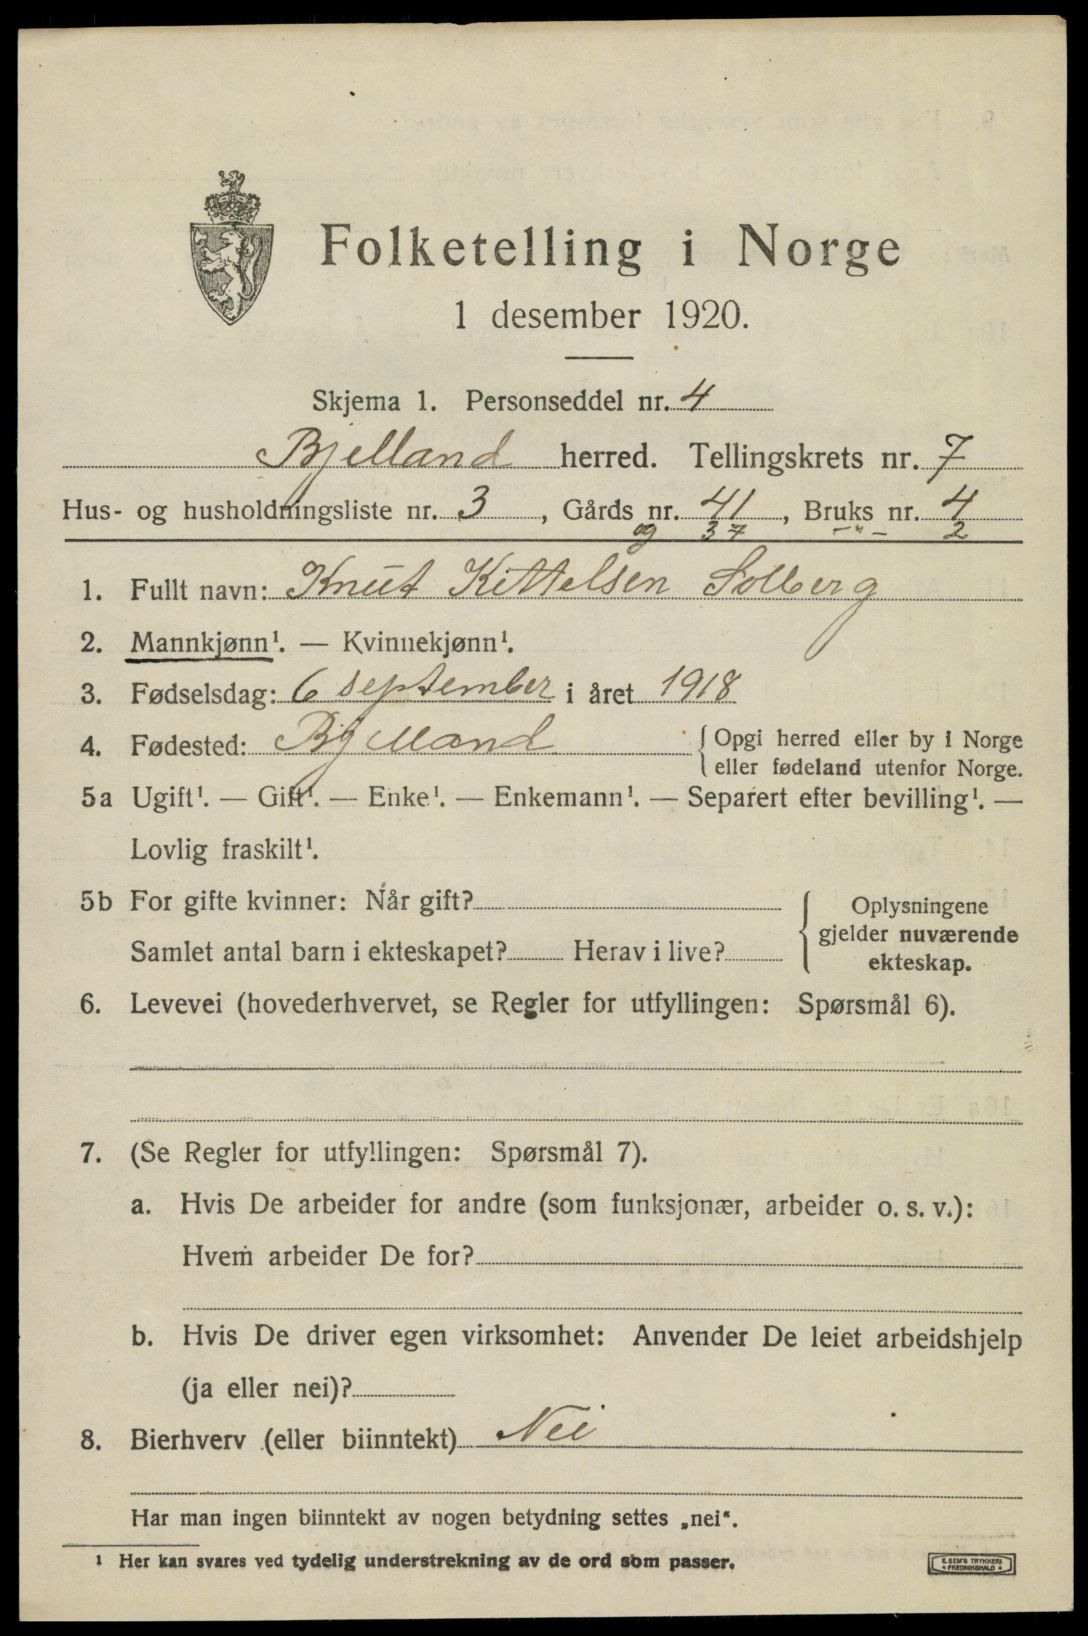 Folketelling i Norge
1 desember 1920.
Skjema 1. Personseddel nr. 4
Bjelland herred. Tellingskrets nr. 7
Hus- og husholdningsliste nr. 3, Gårds nr. 41, Bruks nr. 4
og 37 -"- 2
1. Fullt navn: Knut Kittelsen Solberg
2. Mannkjønn¹. — Kvinnekjønn¹.
3. Fødselsdag: 6 september i året 1918
4. Fødested: Bjelland {Opgi herred eller by i Norge
eller fødeland utenfor Norge.
5a Ugift¹. — Gift¹. — Enke¹. — Enkemann¹. — Separert efter bevilling¹. —
Lovlig fraskilt¹.
5b For gifte kvinner: Når gift? { Oplysningene
gjelder nuværende
Samlet antal barn i ekteskapet? Herav i live?
ekteskap.
6. Levevei (hovederhvervet, se Regler for utfyllingen: Spørsmål 6).
7. (Se Regler for utfyllingen: Spørsmål 7).
a. Hvis De arbeider for andre (som funksjonær, arbeider o. s. v.):
Hvem arbeider De for?
b. Hvis De driver egen virksomhet: Anvender De leiet arbeidshjelp
(ja eller nei)?
8. Bierhverv (eller biinntekt) Nei
Har man ingen biinntekt av nogen betydning settes „nei".
¹ Her kan svares ved tydelig understrekning av de ord som passer.
E. SEM'S TRYKKERI
* FREDRIKSHALD *